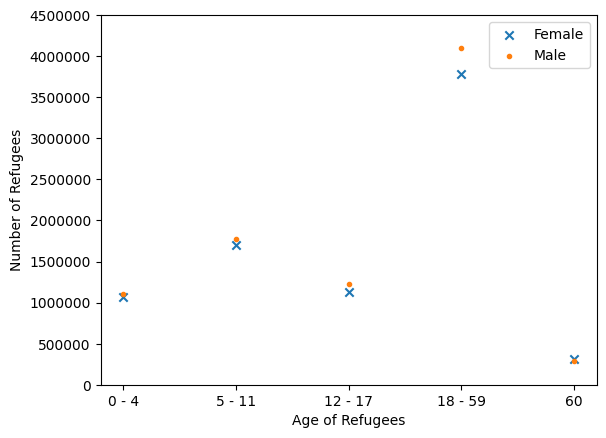 4500000
4000000
3500000
3000000
2500000
2000000
1500000
1000000
500000
0
Number of Refugees
Female
Male
0 - 4 5 - 11 12 - 17 18 - 59 60
Age of Refugees